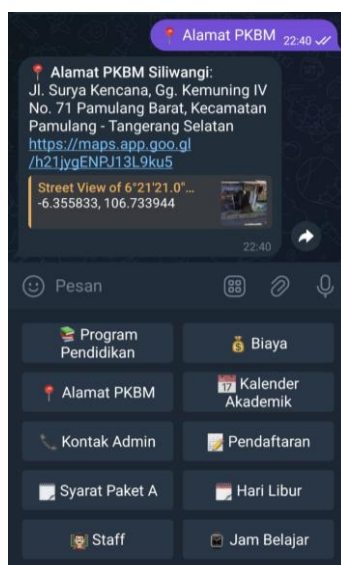 📍 Alamat PKBM 22:40
📍 Alamat PKBM Siliwangi:
Jl. Surya Kencana, Gg. Kemuning IV
No. 71 Pamulang Barat, Kecamatan
Pamulang - Tangerang Selatan
https://maps.app.goo.gl
/h21jygENPJ13L9ku5
Street View of 6°21'21.0"...
-6.355833, 106.733944
22:40
Pesan
📚 Program
Pendidikan
💰 Biaya
📍 Alamat PKBM
📅 Kalender
Akademik
📞 Kontak Admin
📝 Pendaftaran
🗒️ Syarat Paket A
🗓️ Hari Libur
👨‍🏫 Staff
🕘 Jam Belajar